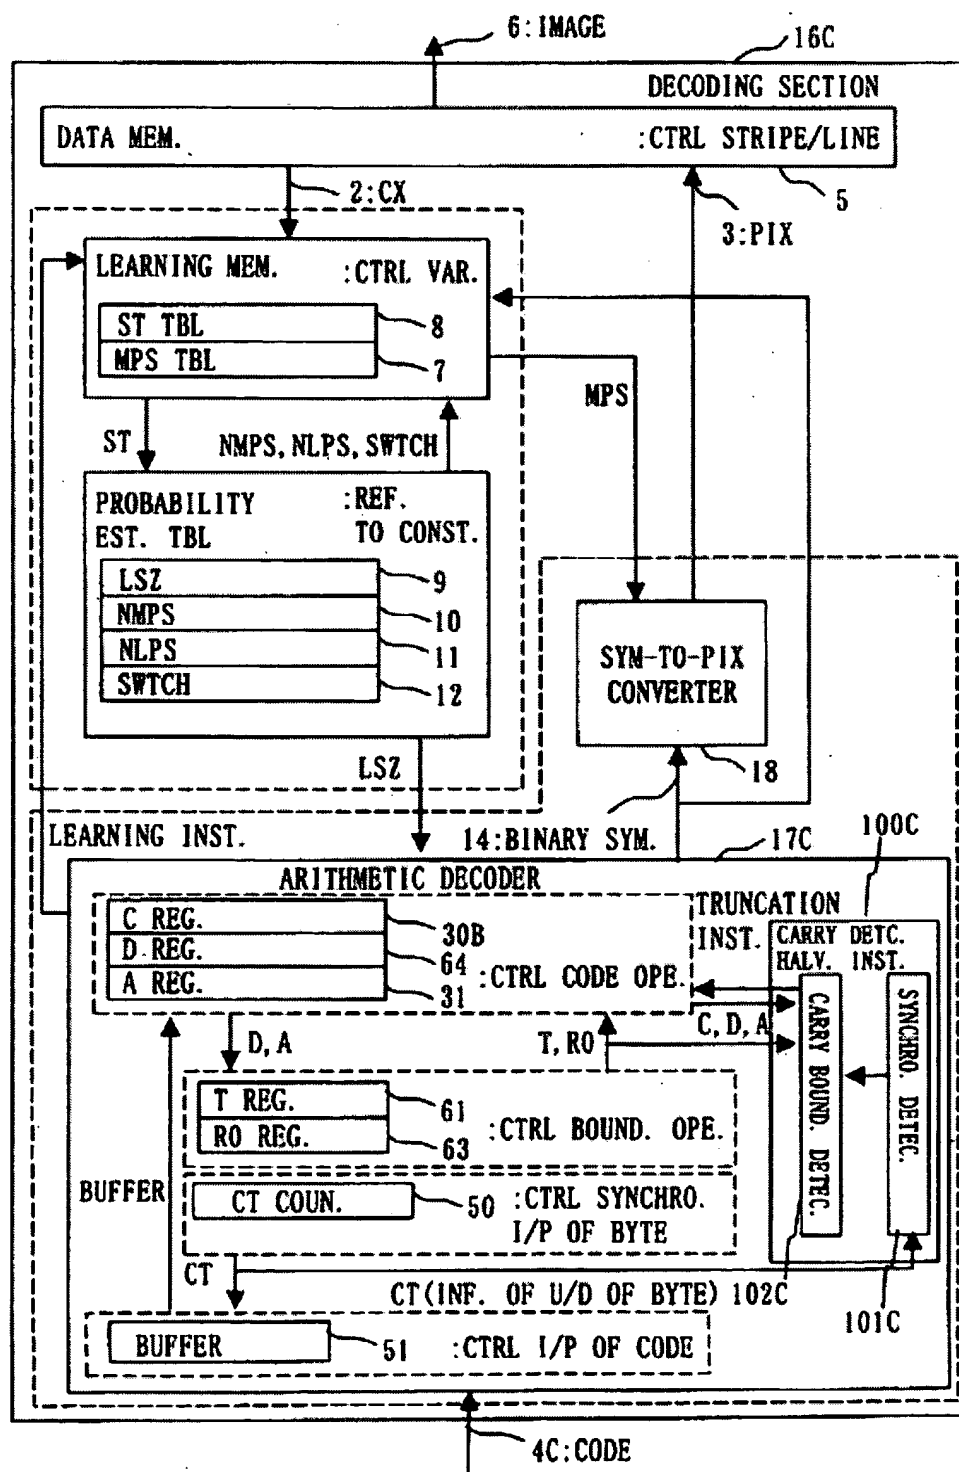 6:IMAGE
16C
DECODING SECTION
DATA MEM. :CTRL STRIPE/LINE
2:CX
3:PIX
5
LEARNING MEM. :CTRL VAR.
ST TBL
8
MPS TBL
7
MPS
ST
NMPS, NLPS, SWTCH
PROBABILITY EST. TBL
:REF. TO CONST.
LSZ
9
NMPS
10
NLPS
11
SWTCH
12
SYM-TO-PIX
CONVERTER
18
LSZ
LEARNING INST.
14:BINARY SYM.
17C
100C
ARITHMETIC DECODER
TRUNCATION
INST.
CARRY DETC.
HALV. INST.
C REG.
30B
D REG.
64
A REG.
31
:CTRL CODE OPE.
C, D, A
CARRY BOUND. DETEC.
SYNCHRO. DETEC.
D, A
T, RO
T REG.
61
RO REG.
63
:CTRL BOUND. OPE.
BUFFER
CT COUN.
50
:CTRL SYNCHRO.
I/P OF BYTE
CT
CT(INF. OF U/D OF BYTE)
102C
101C
BUFFER
51
:CTRL I/P OF CODE
4C:CODE